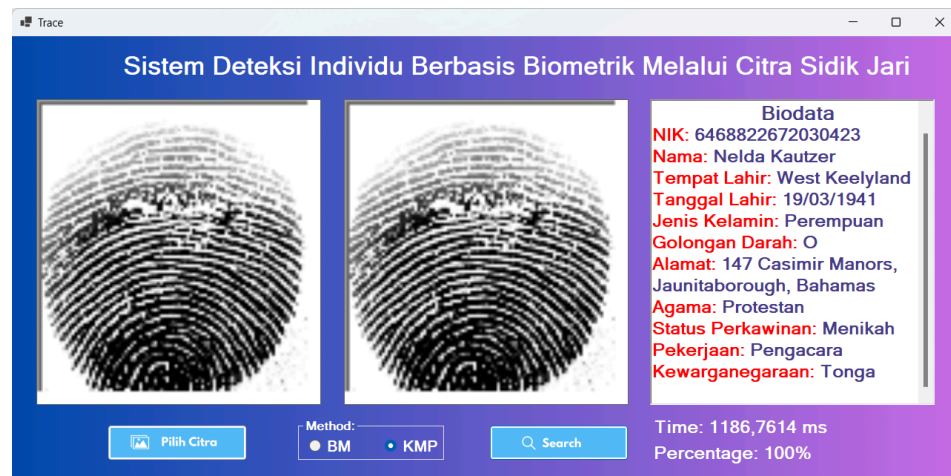 Trace
Sistem Deteksi Individu Berbasis Biometrik Melalui Citra Sidik Jari
Biodata
NIK: 6468822672030423
Nama: Nelda Kautzer
Tempat Lahir: West Keelyland
Tanggal Lahir: 19/03/1941
Jenis Kelamin: Perempuan
Golongan Darah: O
Alamat: 147 Casimir Manors,
Jaunitaborough, Bahamas
Agama: Protestan
Status Perkawinan: Menikah
Pekerjaan: Pengacara
Kewarganegaraan: Tonga
Pilih Citra
Method:
BM
KMP
Search
Time: 1186,7614 ms
Percentage: 100%